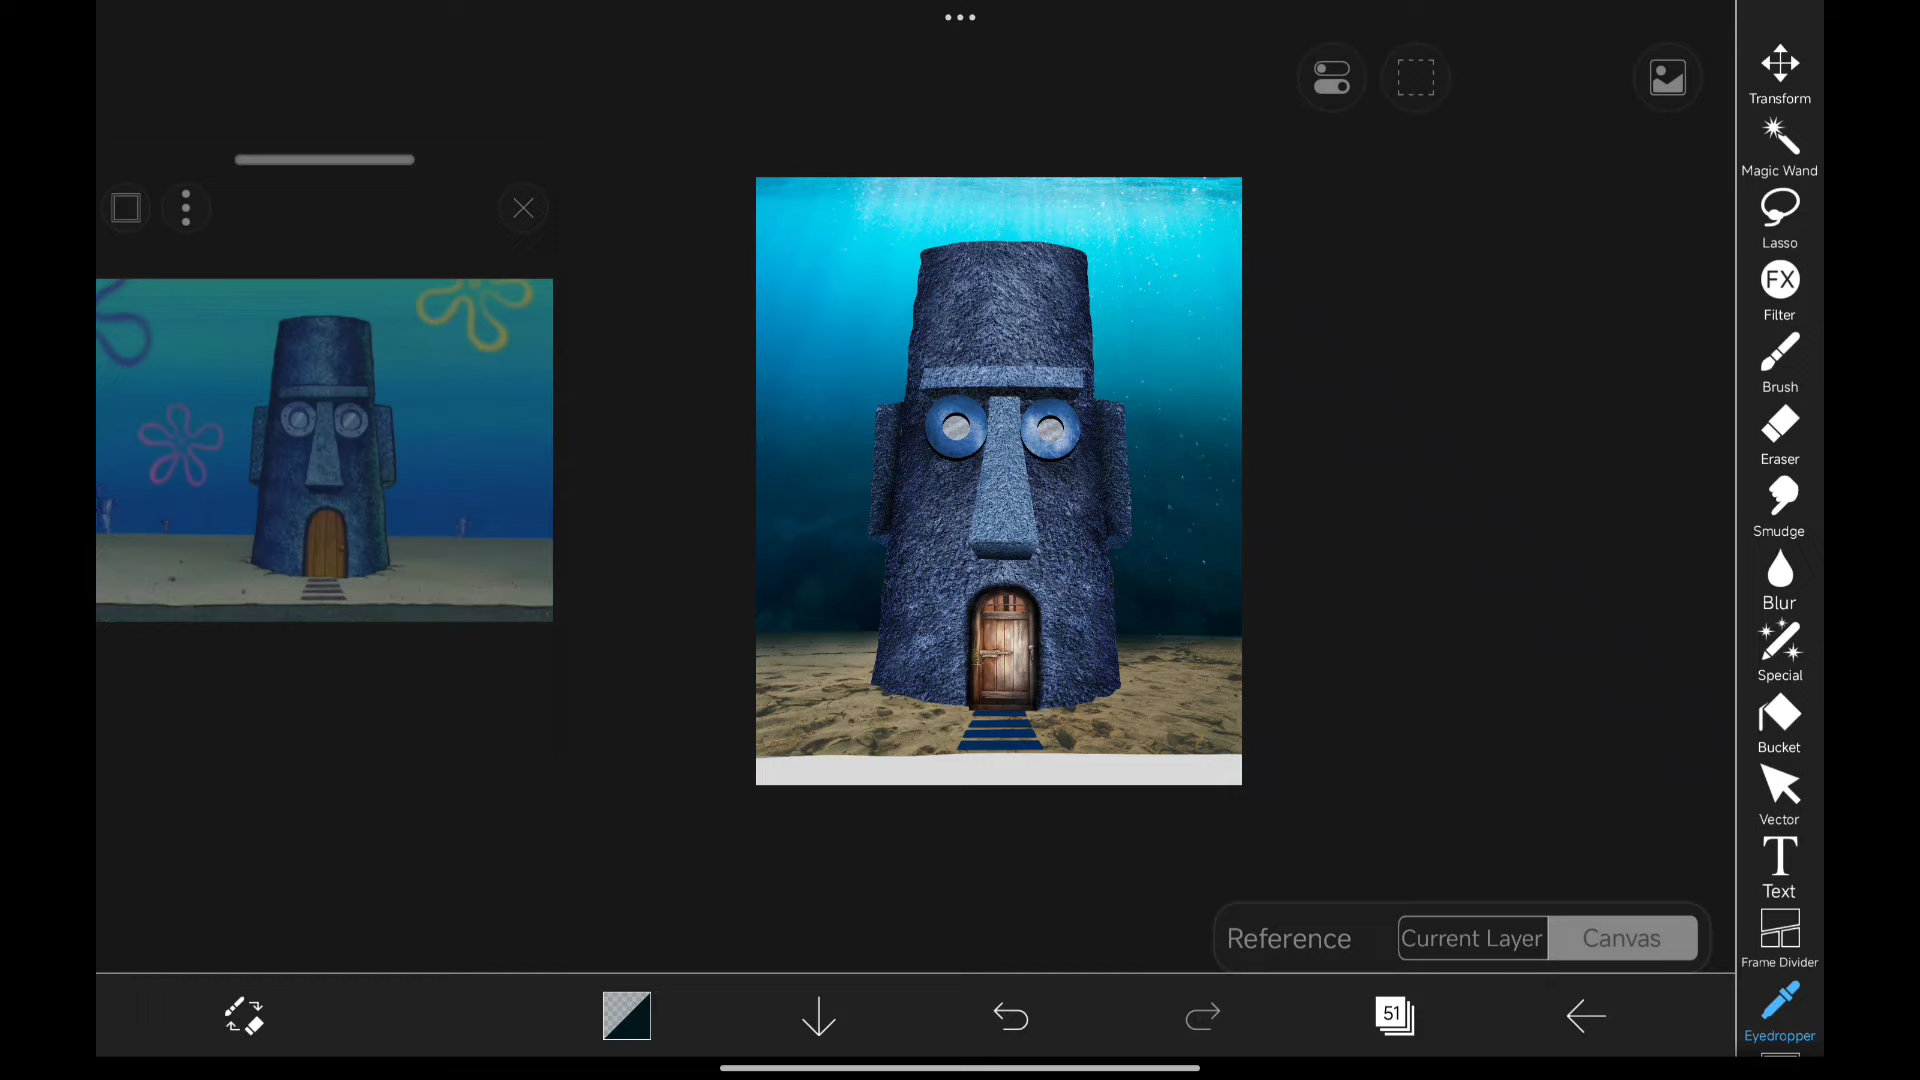 Transform
Magic Wand
Lasso
FX
Filter
Brush
Eraser
Smudge
Blur
Special
Bucket
Vector
T
Text
Frame Divider
Eyedropper
Reference
Current Layer
Canvas
51